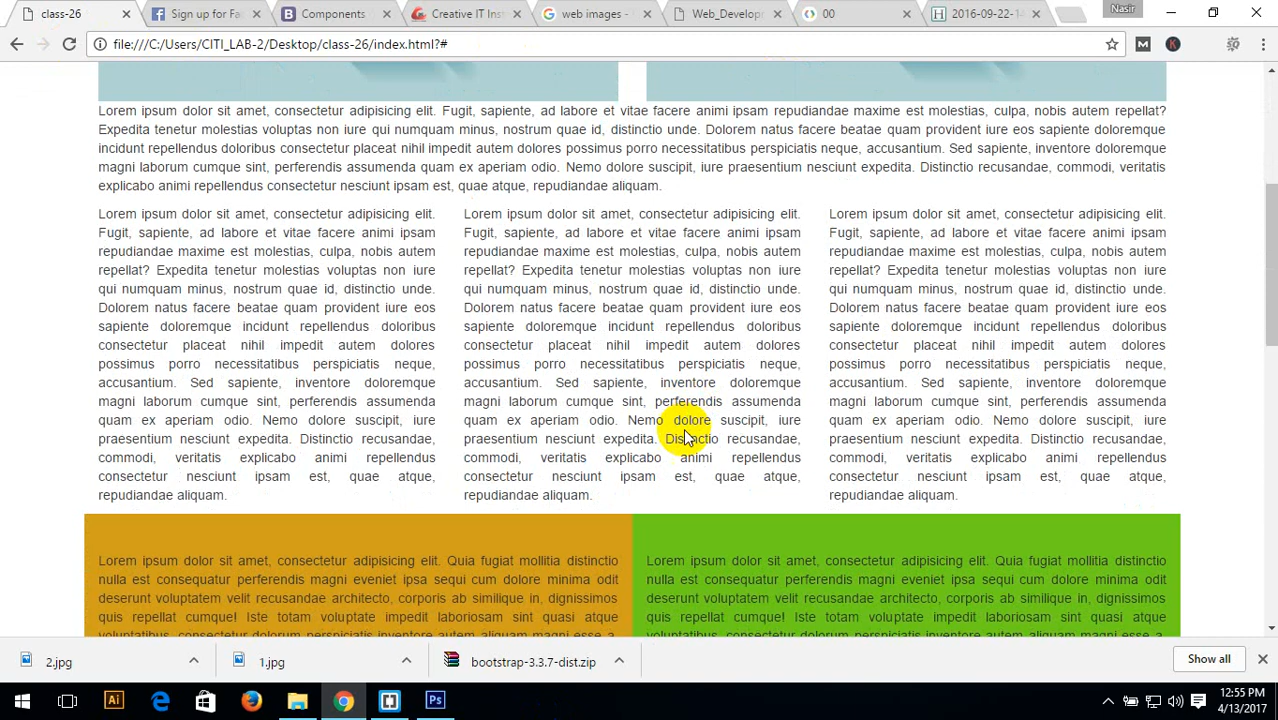 class-26
Sign up for Fa
Components
Creative IT Ins
web images -
Web_Develop
00
2016-09-22-1
Nasir
file:///C:/Users/CITI_LAB-2/Desktop/class-26/index.html?#
Lorem ipsum dolor sit amet, consectetur adipisicing elit. Fugit, sapiente, ad labore et vitae facere animi ipsam repudiandae maxime est molestias, culpa, nobis autem repellat?
Expedita tenetur molestias voluptas non iure qui numquam minus, nostrum quae id, distinctio unde. Dolorem natus facere beatae quam provident iure eos sapiente doloremque
incidunt repellendus doloribus consectetur placeat nihil impedit autem dolores possimus porro necessitatibus perspiciatis neque, accusantium. Sed sapiente, inventore doloremque
magni laborum cumque sint, perferendis assumenda quam ex aperiam odio. Nemo dolore suscipit, iure praesentium nesciunt expedita. Distinctio recusandae, commodi, veritatis
explicabo animi repellendus consectetur nesciunt ipsam est, quae atque, repudiandae aliquam.
Lorem ipsum dolor sit amet, consectetur adipisicing elit.
Fugit, sapiente, ad labore et vitae facere animi ipsam
repudiandae maxime est molestias, culpa, nobis autem
repellat? Expedita tenetur molestias voluptas non iure
qui numquam minus, nostrum quae id, distinctio unde.
Dolorem natus facere beatae quam provident iure eos
sapiente doloremque incidunt repellendus doloribus
consectetur placeat nihil impedit autem dolores
possimus porro necessitatibus perspiciatis neque,
accusantium. Sed sapiente, inventore doloremque
magni laborum cumque sint, perferendis assumenda
quam ex aperiam odio. Nemo dolore suscipit, iure
praesentium nesciunt expedita. Distinctio recusandae,
commodi, veritatis explicabo animi repellendus
consectetur nesciunt ipsam est, quae atque,
repudiandae aliquam.
Lorem ipsum dolor sit amet, consectetur adipisicing elit.
Fugit, sapiente, ad labore et vitae facere animi ipsam
repudiandae maxime est molestias, culpa, nobis autem
repellat? Expedita tenetur molestias voluptas non iure
qui numquam minus, nostrum quae id, distinctio unde.
Dolorem natus facere beatae quam provident iure eos
sapiente doloremque incidunt repellendus doloribus
consectetur placeat nihil impedit autem dolores
possimus porro necessitatibus perspiciatis neque,
accusantium. Sed sapiente, inventore doloremque
magni laborum cumque sint, perferendis assumenda
quam ex aperiam odio. Nemo dolore suscipit, iure
praesentium nesciunt expedita. Distinctio recusandae,
commodi, veritatis explicabo animi repellendus
consectetur nesciunt ipsam est, quae atque,
repudiandae aliquam.
Lorem ipsum dolor sit amet, consectetur adipisicing elit.
Fugit, sapiente, ad labore et vitae facere animi ipsam
repudiandae maxime est molestias, culpa, nobis autem
repellat? Expedita tenetur molestias voluptas non iure
qui numquam minus, nostrum quae id, distinctio unde.
Dolorem natus facere beatae quam provident iure eos
sapiente doloremque incidunt repellendus doloribus
consectetur placeat nihil impedit autem dolores
possimus porro necessitatibus perspiciatis neque,
accusantium. Sed sapiente, inventore doloremque
magni laborum cumque sint, perferendis assumenda
quam ex aperiam odio. Nemo dolore suscipit, iure
praesentium nesciunt expedita. Distinctio recusandae,
commodi, veritatis explicabo animi repellendus
consectetur nesciunt ipsam est, quae atque,
repudiandae aliquam.
Lorem ipsum dolor sit amet, consectetur adipisicing elit. Quia fugiat mollitia distinctio
nulla est consequatur perferendis magni eveniet ipsa sequi cum dolore minima odit
deserunt voluptatem velit recusandae architecto, corporis ab similique in, dignissimos
quis repellat cumque! Iste totam voluptate impedit laboriosam sint quasi atque
voluptatibus, consectetur dolorum perspiciatis inventore autem aliquam magni esse a
Lorem ipsum dolor sit amet, consectetur adipisicing elit. Quia fugiat mollitia distinctio
nulla est consequatur perferendis magni eveniet ipsa sequi cum dolore minima odit
deserunt voluptatem velit recusandae architecto, corporis ab similique in, dignissimos
quis repellat cumque! Iste totam voluptate impedit laboriosam sint quasi atque
voluptatibus, consectetur dolorum perspiciatis inventore autem aliquam magni esse a
2.jpg
1.jpg
bootstrap-3.3.7-dist.zip
Show all
Ai
Ps
12:55 PM
4/13/2017